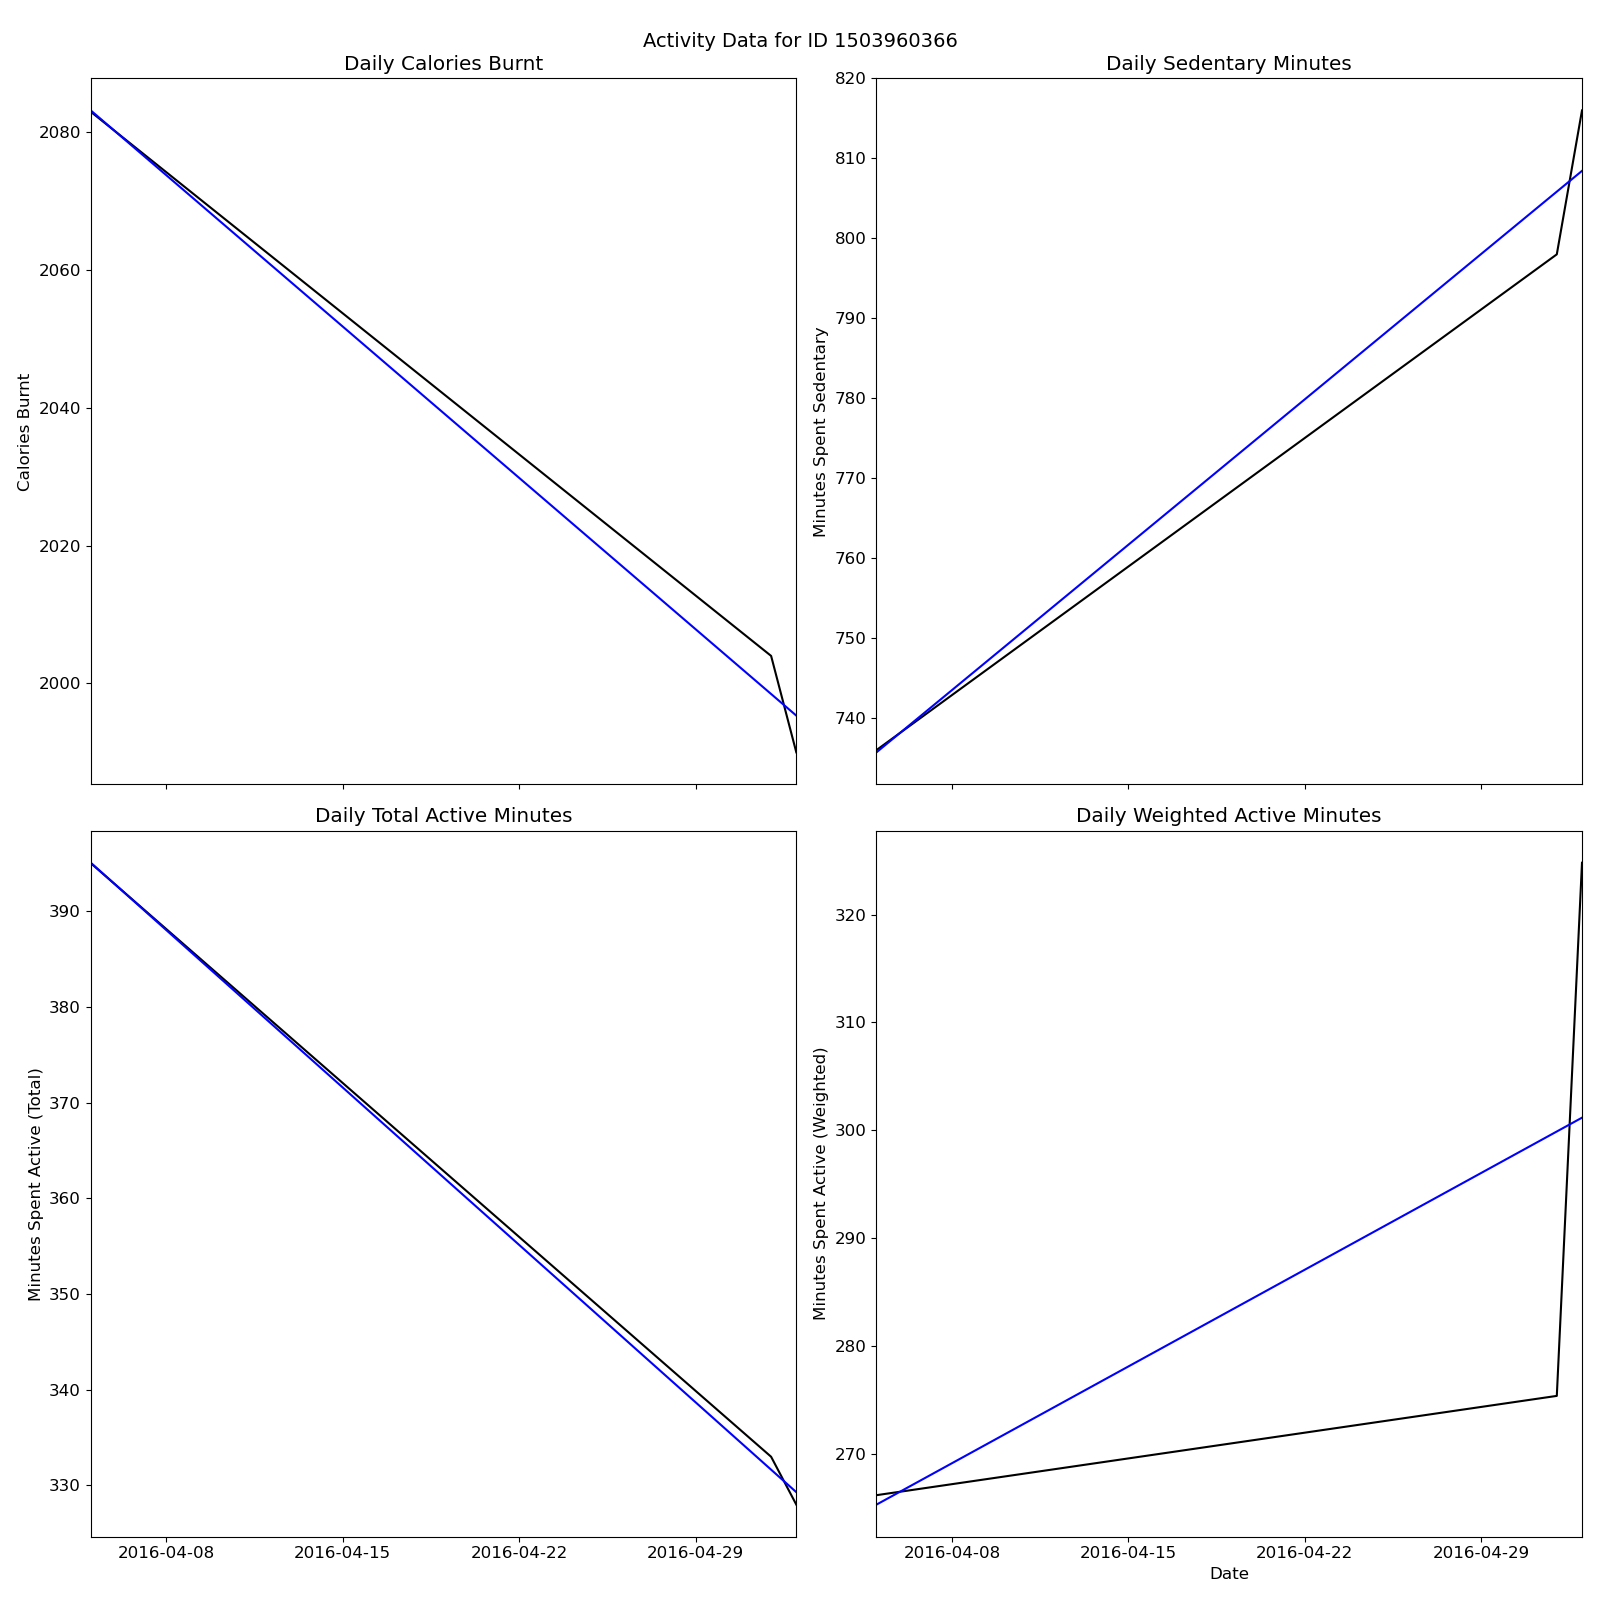 Activity Data for ID 1503960366
Daily Calories Burnt
2080
2060
2040
2020
2000
Calories Burnt
Daily Sedentary Minutes
820
810
800
790
780
770
760
750
740
Minutes Spent Sedentary
Daily Total Active Minutes
390
380
370
360
350
340
330
Minutes Spent Active (Total)
2016-04-08 2016-04-15 2016-04-22 2016-04-29
Daily Weighted Active Minutes
320
310
300
290
280
270
Minutes Spent Active (Weighted)
2016-04-08 2016-04-15 2016-04-22 2016-04-29
Date